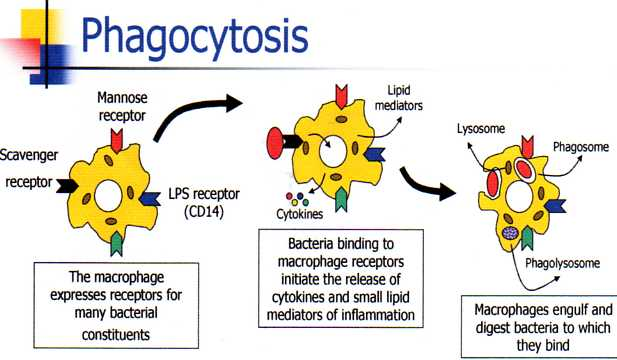 Phagocytosis
Mannose
receptor
Scavenger
receptor
LPS receptor
(CD14)
The macrophage
expresses receptors for
many bacterial
constituents
Lipid
mediators
Cytokines
Bacteria binding to
macrophage receptors
initiate the release of
cytokines and small lipid
mediators of inflammation
Lysosome
Phagosome
Phagolysosome
Macrophages engulf and
digest bacteria to which
they bind